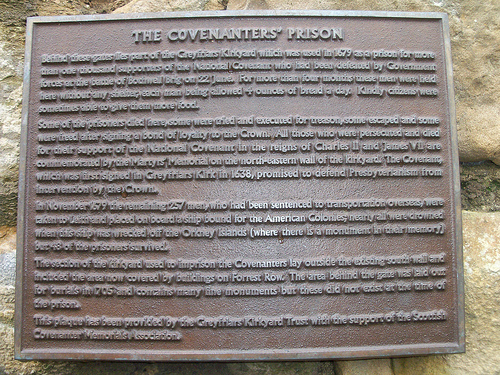 THE COVENANTERS' PRISON
Behind these gates lies part of the Greyfriars Kirkyard which was used in 1679 as a prison for more
than one thousand supporters of the National Covenant who had been defeated by Government
forces at the Battle of Bothwell Brig on 22 June. For more than four months these men were held
here without any shelter, each man being allowed 4 ounces of bread a day. Kindly citizens were
sometimes able to give them more food.
Some of the prisoners died here, some were tried and executed for treason, some escaped and some
were freed after signing a bond of loyalty to the Crown. All those who were persecuted and died
for their support of the National Covenant in the reigns of Charles II and James VII are
commemorated by the Martyrs' Memorial on the north-eastern wall of the kirkyard. The Covenant,
which was first signed in Greyfriars Kirk in 1638, promised to defend Presbyterianism from
intervention by the Crown.
In November 1679 the remaining 257 men, who had been sentenced to transportation overseas, were
taken to Leith and placed on board a ship bound for the American Colonies; nearly all were drowned
when this ship was wrecked off the Orkney Islands (where there is a monument in their memory)
but 48 of the prisoners survived.
The section of the kirkyard used to imprison the Covenanters lay outside the existing south wall and
included the area now covered by buildings on Forrest Row. The area behind the gate was laid out
for burials in 1705 and contains many fine monuments but these did not exist at the time of
the prison.
This plaque has been provided by the Greyfriars Kirkyard Trust with the support of the Scottish
Covenanter Memorials Association.